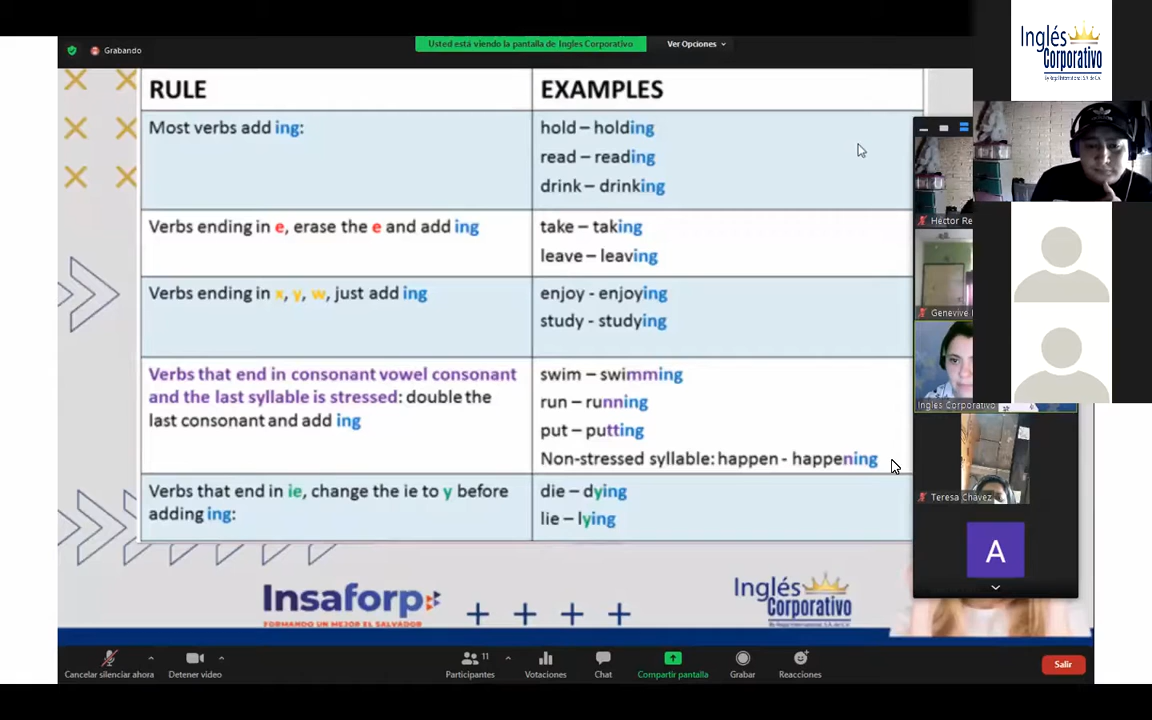 Grabando
Usted está viendo la pantalla de Ingles Corporativo
Ver Opciones
Inglés
Corporativo
RULE
EXAMPLES
Most verbs add ing:
hold – holding
read – reading
drink – drinking
Verbs ending in e, erase the e and add ing
take – taking
leave – leaving
Verbs ending in x, y, w, just add ing
enjoy - enjoying
study - studying
Verbs that end in consonant vowel consonant
and the last syllable is stressed: double the
last consonant and add ing
swim – swimming
run – running
put – putting
Non-stressed syllable: happen - happening
Verbs that end in ie, change the ie to y before
adding ing:
die – dying
lie – lying
Héctor Re
Genevive
Ingles Corporativo
Teresa Chavez
A
Insaforp
FORMANDO UN MEJOR EL SALVADOR
Inglés
Corporativo
Cancelar silenciar ahora
Detener video
11
Participantes
Votaciones
Chat
Compartir pantalla
Grabar
Reacciones
Salir